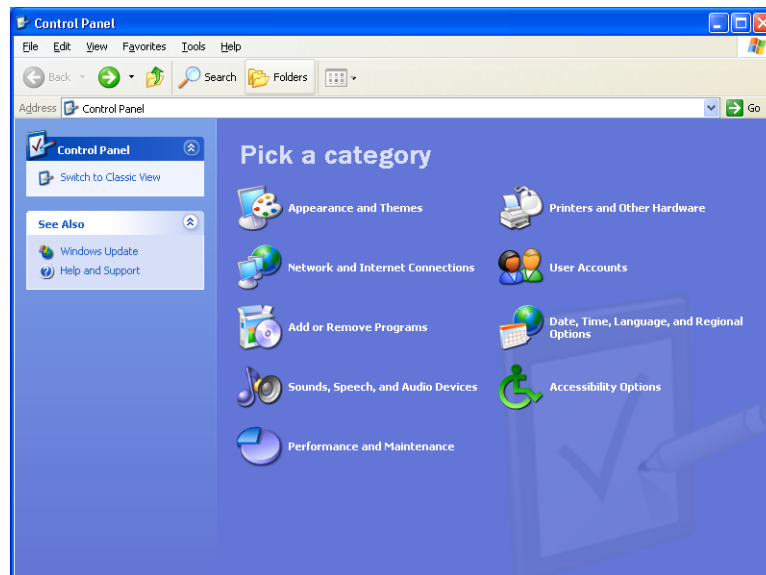 Control Panel
File Edit View Favorites Tools Help
Back Search Folders
Address Control Panel Go
Control Panel
Switch to Classic View
See Also
Windows Update
Help and Support
Pick a category
Appearance and Themes
Printers and Other Hardware
Network and Internet Connections
User Accounts
Add or Remove Programs
Date, Time, Language, and Regional
Options
Sounds, Speech, and Audio Devices
Accessibility Options
Performance and Maintenance